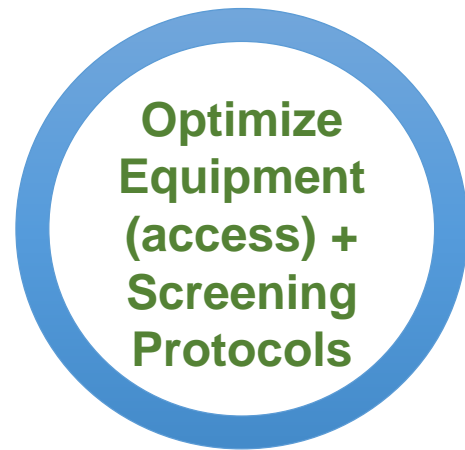 Optimize
Equipment
(access) +
Screening
Protocols